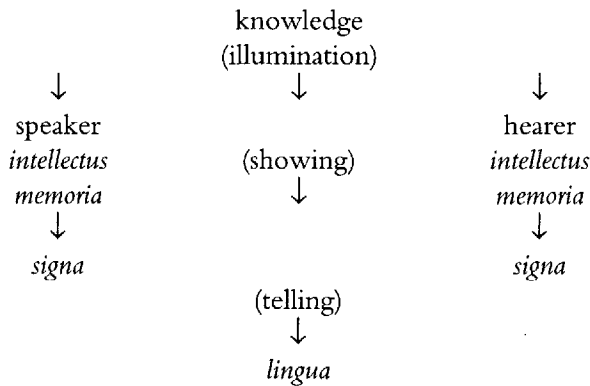 knowledge
(illumination)
speaker (showing) hearer
intellectus intellectus
memoria memoria
signa signa
(telling)
lingua